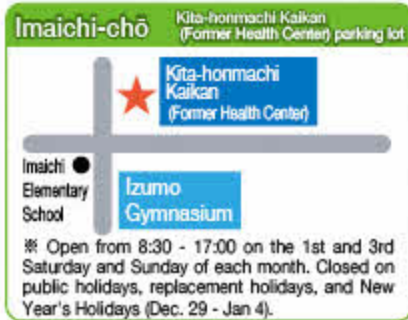 Imaichi-chō
Kita-honmachi Kaikan
(Former Health Center) parking lot
Kita-honmachi
Kaikan
(Former Health Center)
Imaichi
Elementary
School
Izumo
Gymnasium
※ Open from 8:30 - 17:00 on the 1st and 3rd
Saturday and Sunday of each month. Closed on
public holidays, replacement holidays, and New
Year's Holidays (Dec. 29 - Jan 4).